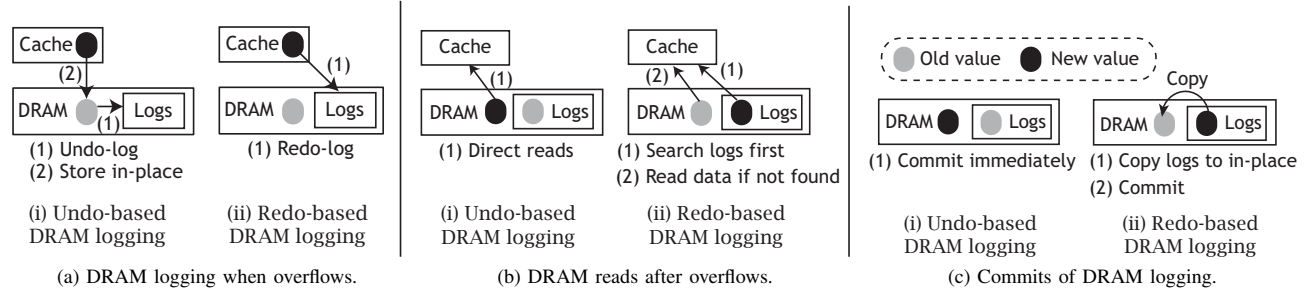 Cache
(2)
DRAM
(1)
Logs
(1) Undo-log
(2) Store in-place
(i) Undo-based
DRAM logging
Cache
(1)
DRAM
Logs
(1) Redo-log
(ii) Redo-based
DRAM logging
(a) DRAM logging when overflows.
Cache
(1)
DRAM
Logs
(1) Direct reads
(i) Undo-based
DRAM logging
Cache
(2)
(1)
DRAM
Logs
(1) Search logs first
(2) Read data if not found
(ii) Redo-based
DRAM logging
(b) DRAM reads after overflows.
Old value
New value
DRAM
Logs
(1) Commit immediately
(i) Undo-based
DRAM logging
Copy
DRAM
Logs
(1) Copy logs to in-place
(2) Commit
(ii) Redo-based
DRAM logging
(c) Commits of DRAM logging.